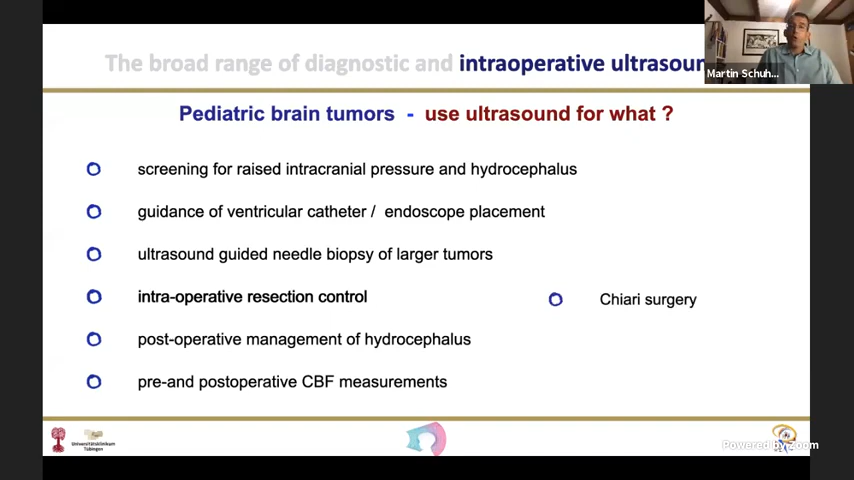 The broad range of diagnostic and intraoperative ultrasoun
Martin Schuh...
Pediatric brain tumors - use ultrasound for what ?
screening for raised intracranial pressure and hydrocephalus
guidance of ventricular catheter / endoscope placement
ultrasound guided needle biopsy of larger tumors
intra-operative resection control
Chiari surgery
post-operative management of hydrocephalus
pre-and postoperative CBF measurements
Universitätsklinikum
Tübingen
Powered by zoom